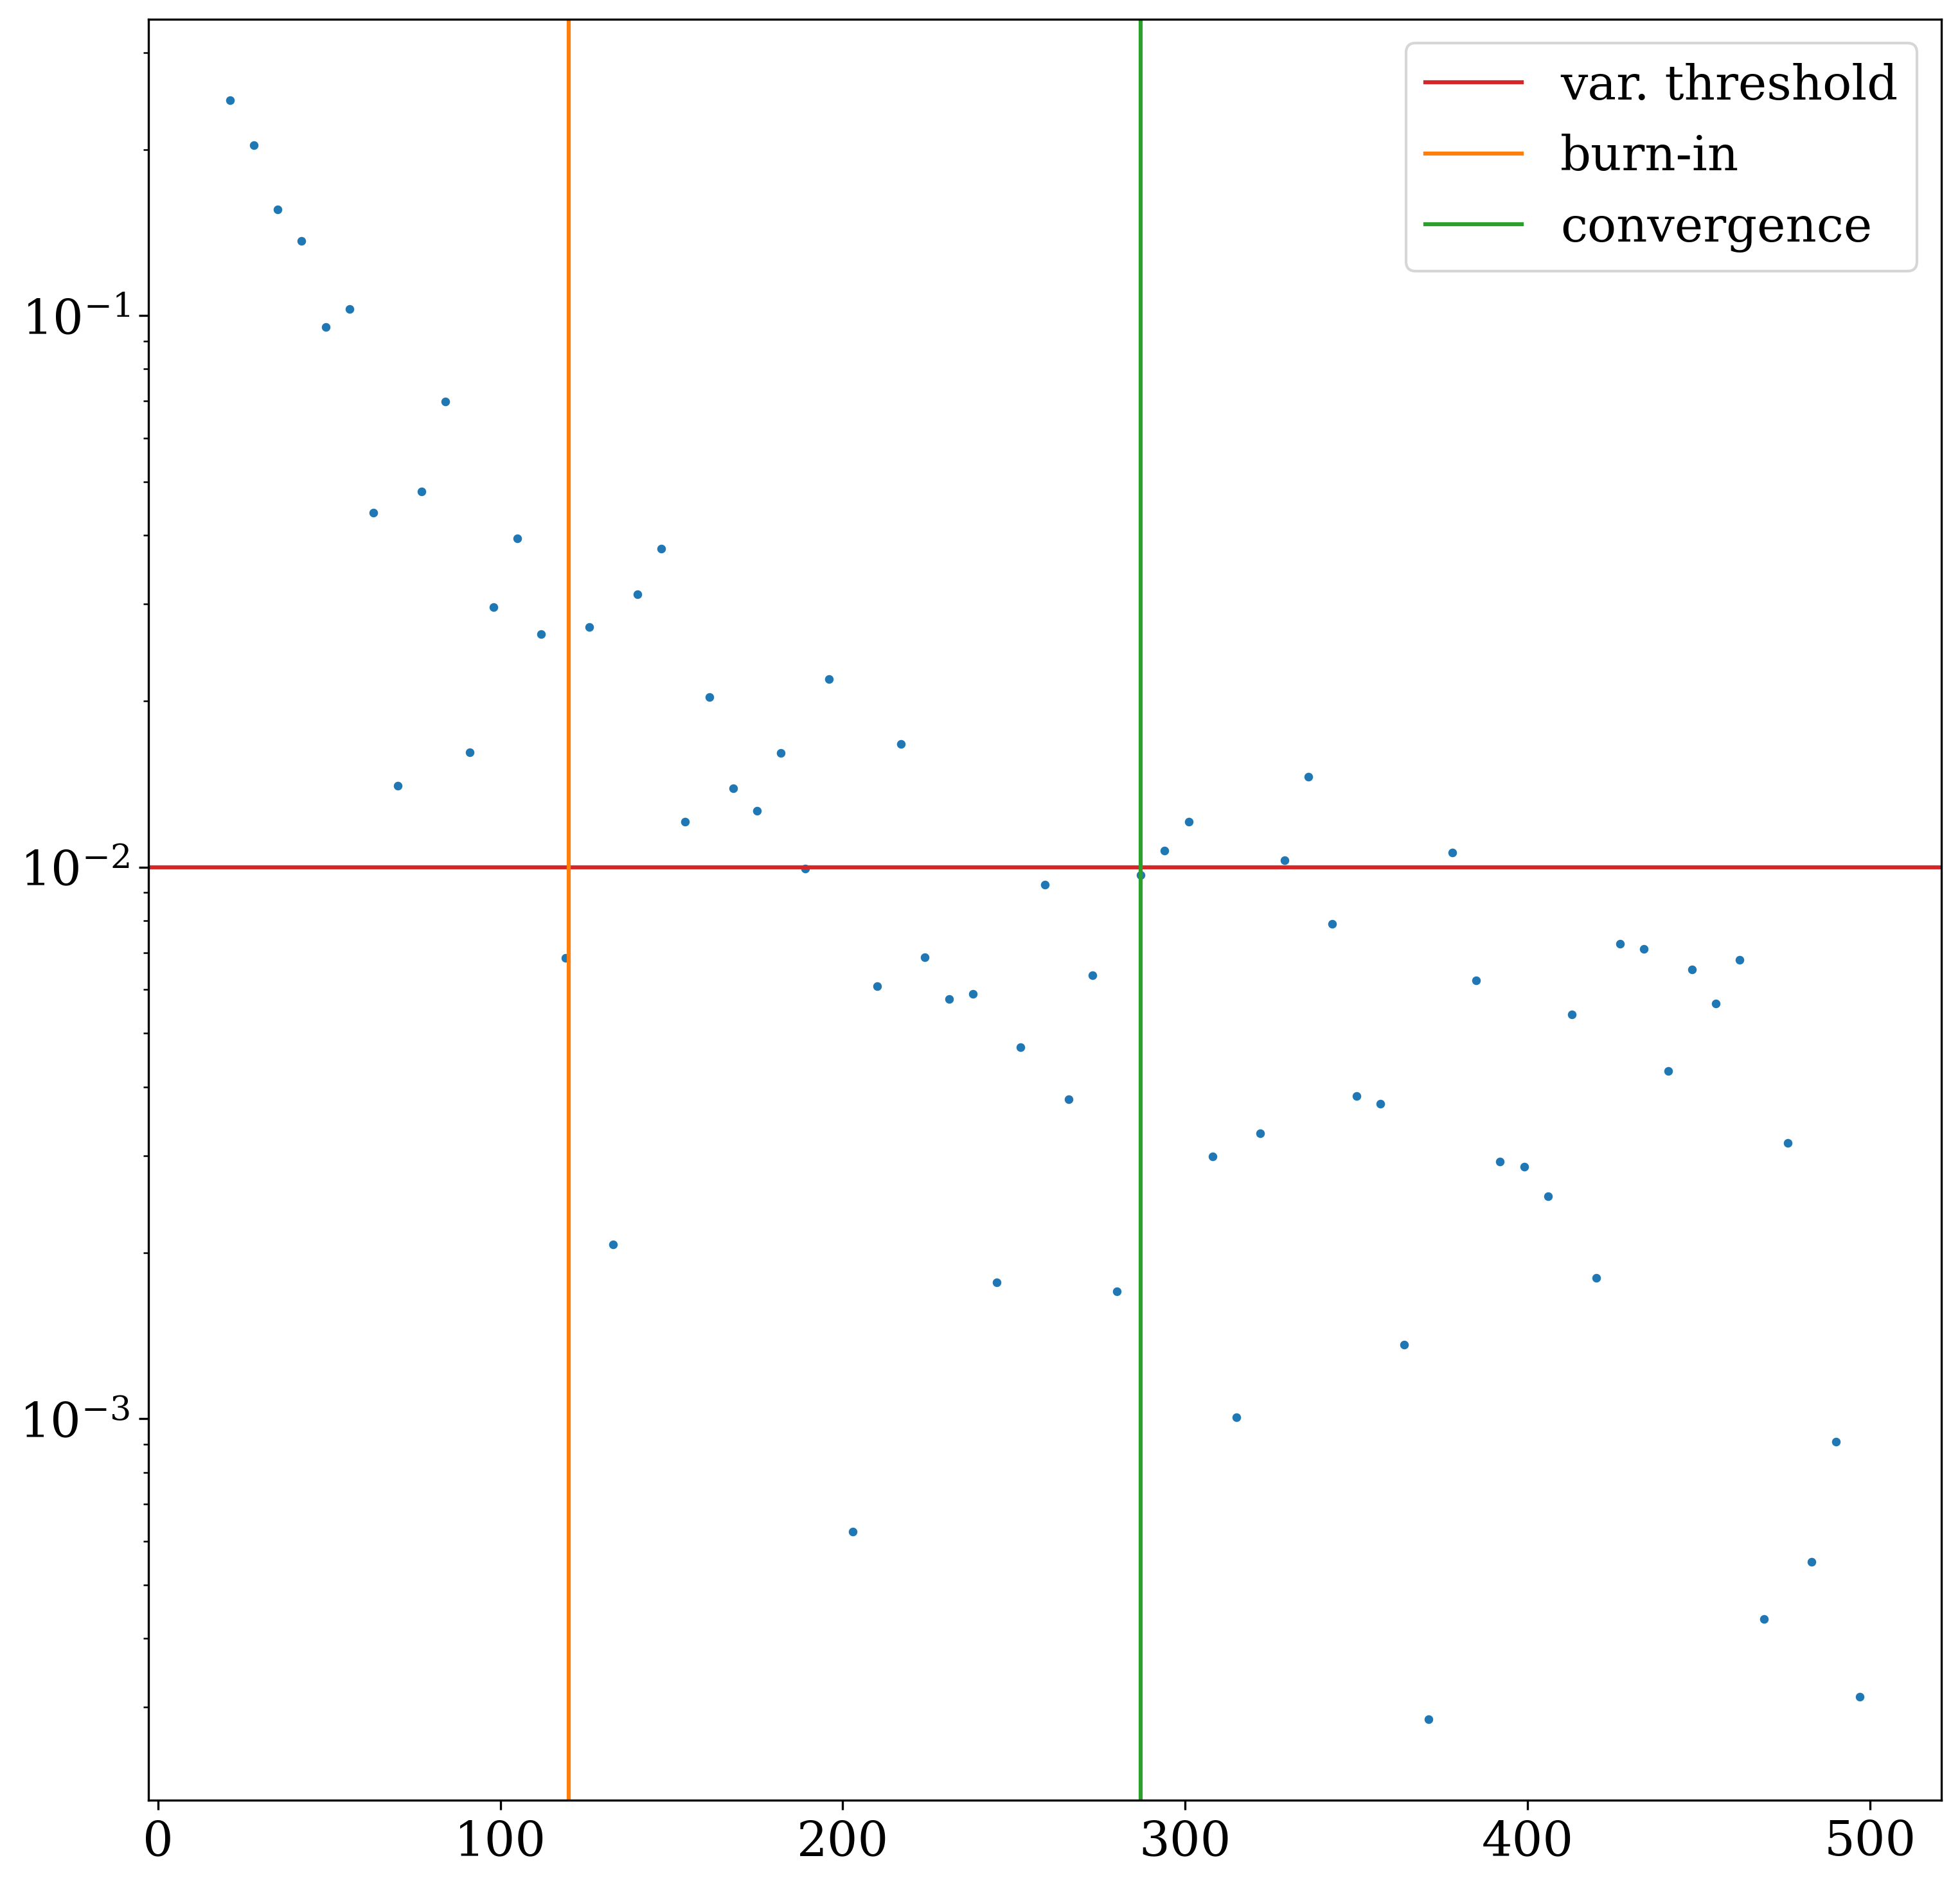 var. threshold
burn-in
convergence
10⁻¹
10⁻²
10⁻³
0 100 200 300 400 500